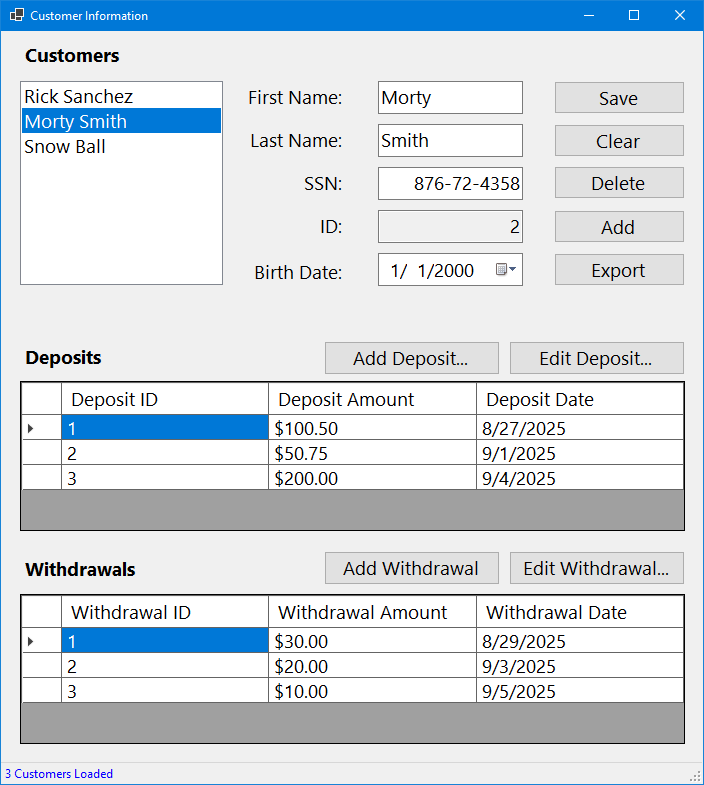 Customer Information
Customers
Rick Sanchez
Morty Smith
Snow Ball
First Name: Morty
Last Name: Smith
SSN: 876-72-4358
ID: 2
Birth Date: 1/ 1/2000
Save
Clear
Delete
Add
Export
Deposits Add Deposit... Edit Deposit...
Deposit ID Deposit Amount Deposit Date
1 $100.50 8/27/2025
2 $50.75 9/1/2025
3 $200.00 9/4/2025
Withdrawals Add Withdrawal Edit Withdrawal...
Withdrawal ID Withdrawal Amount Withdrawal Date
1 $30.00 8/29/2025
2 $20.00 9/3/2025
3 $10.00 9/5/2025
3 Customers Loaded